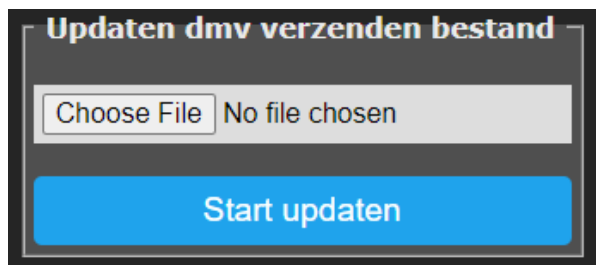 Updaten dmv verzenden bestand
Choose File No file chosen
Start updaten